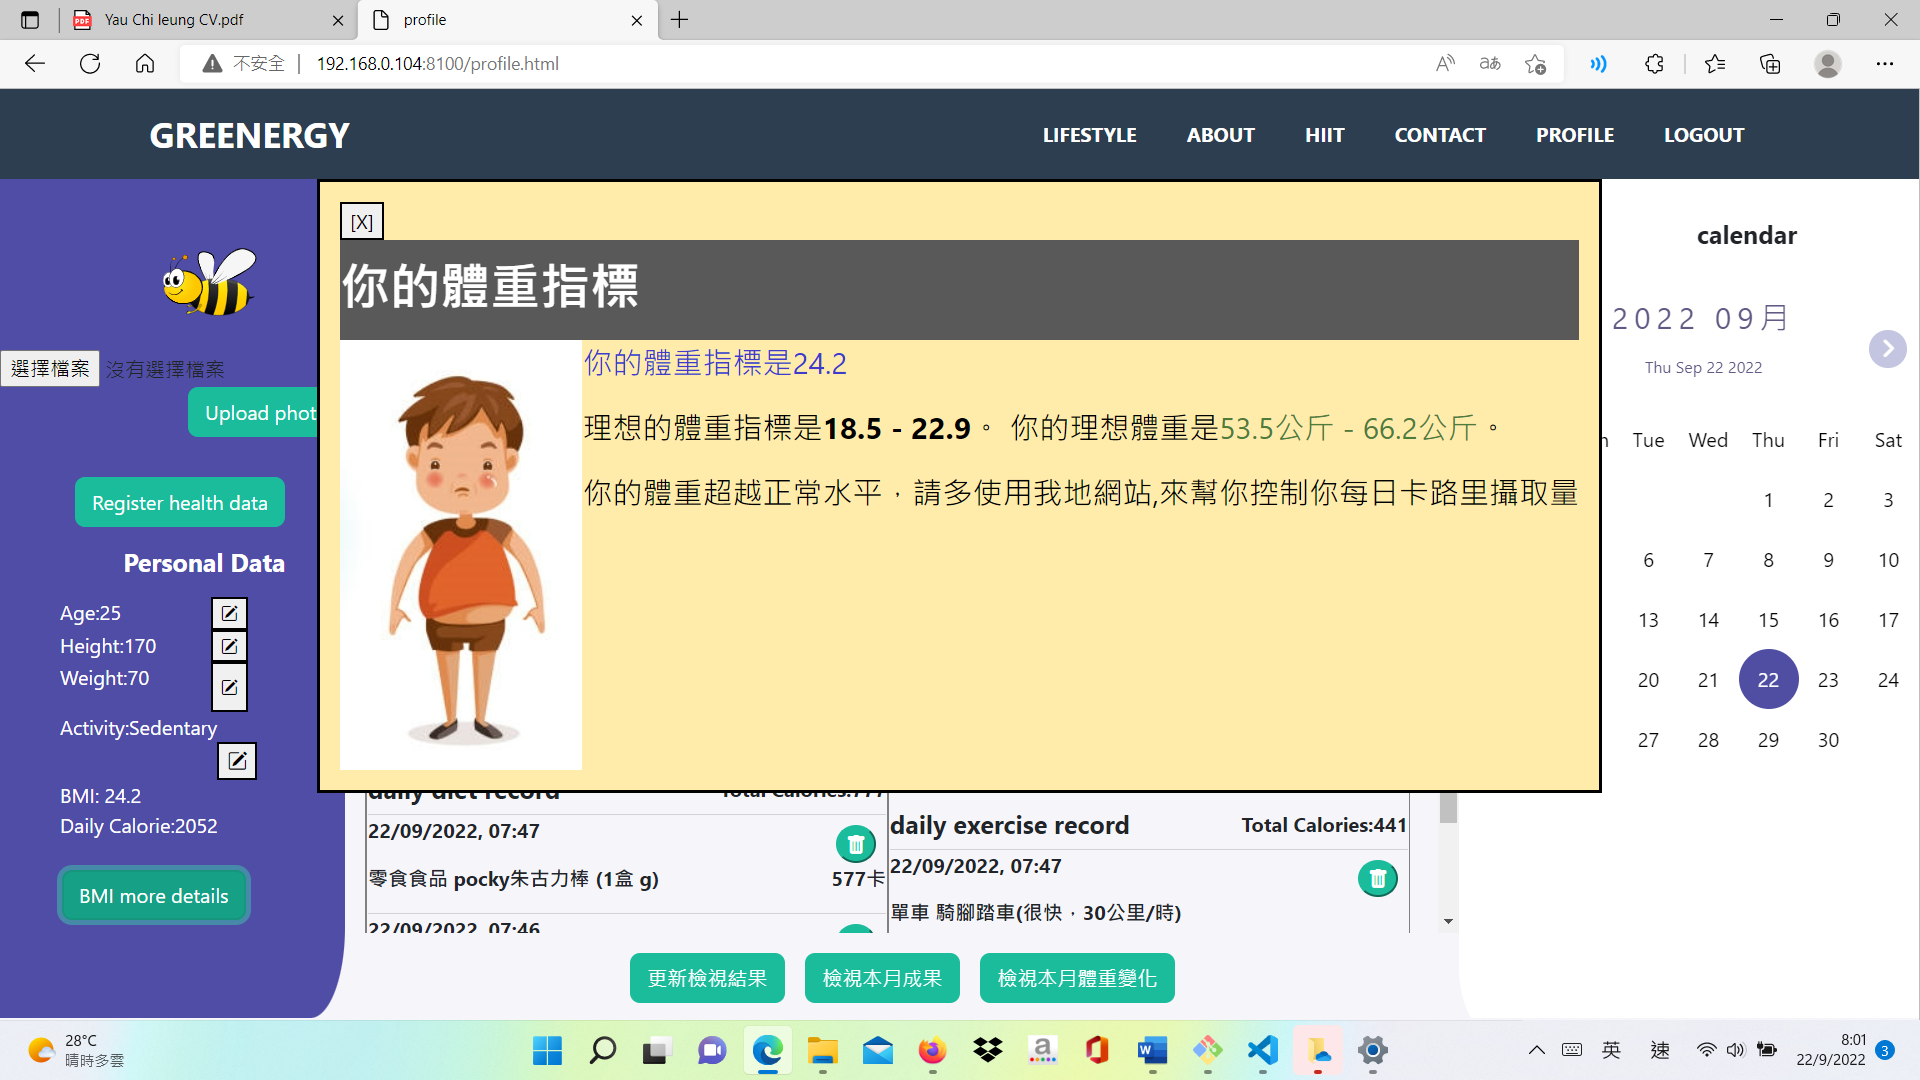 Yau Chi leung CV.pdf
profile
不安全
192.168.0.104:8100/profile.html
GREENERGY
LIFESTYLE
ABOUT
HIIT
CONTACT
PROFILE
LOGOUT
選擇檔案 沒有選擇檔案
Upload phot
Register health data
Personal Data
Age:25
Height:170
Weight:70
Activity:Sedentary
BMI: 24.2
Daily Calorie:2052
BMI more details
[X]
你的體重指標
你的體重指標是24.2
理想的體重指標是18.5 - 22.9。 你的理想體重是53.5公斤 - 66.2公斤。
你的體重超越正常水平，請多使用我地網站,來幫你控制你每日卡路里攝取量
daily diet record
Total Calories:777
22/09/2022, 07:47
零食食品 pocky朱古力棒 (1盒 g)
577卡
22/09/2022, 07:46
daily exercise record
Total Calories:441
22/09/2022, 07:47
單車 騎腳踏車(很快，30公里/時)
更新檢視結果
檢視本月成果
檢視本月體重變化
calendar
2022 09月
Thu Sep 22 2022
n Tue Wed Thu Fri Sat
1 2 3
6 7 8 9 10
13 14 15 16 17
20 21 22 23 24
27 28 29 30
28°C
晴時多雲
英
速
8:01
22/9/2022
3